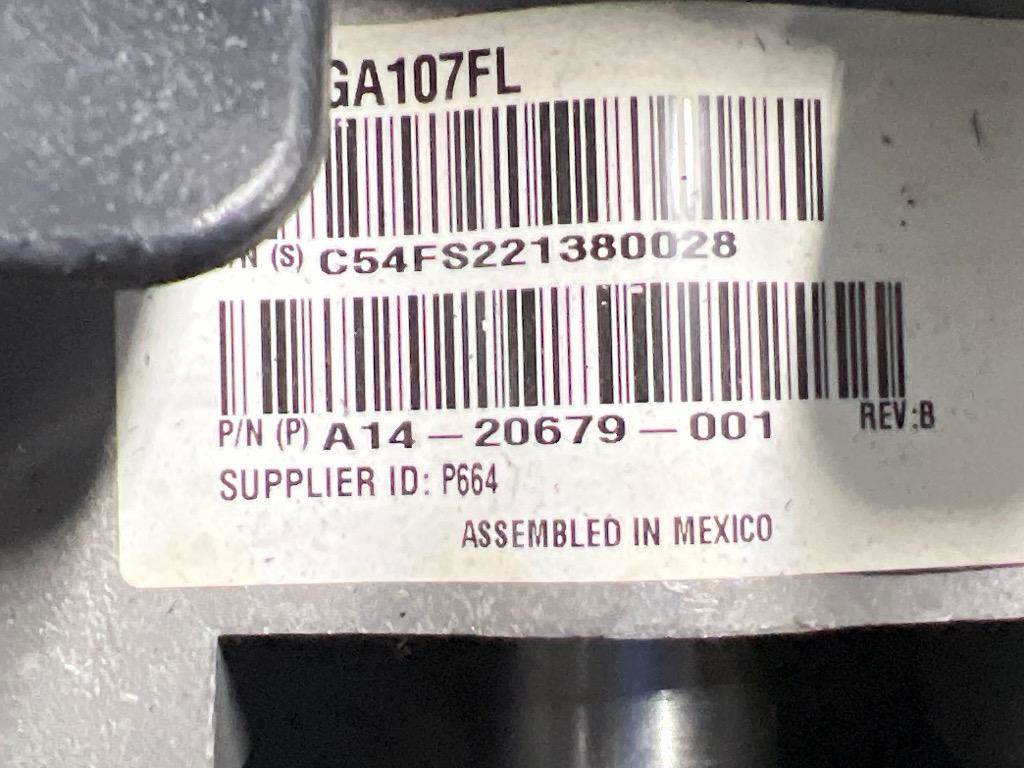 GA107FL
(S) C54FS221380028
P/N (P) A14-20679-001
REV:B
SUPPLIER ID: P664
ASSEMBLED IN MEXICO